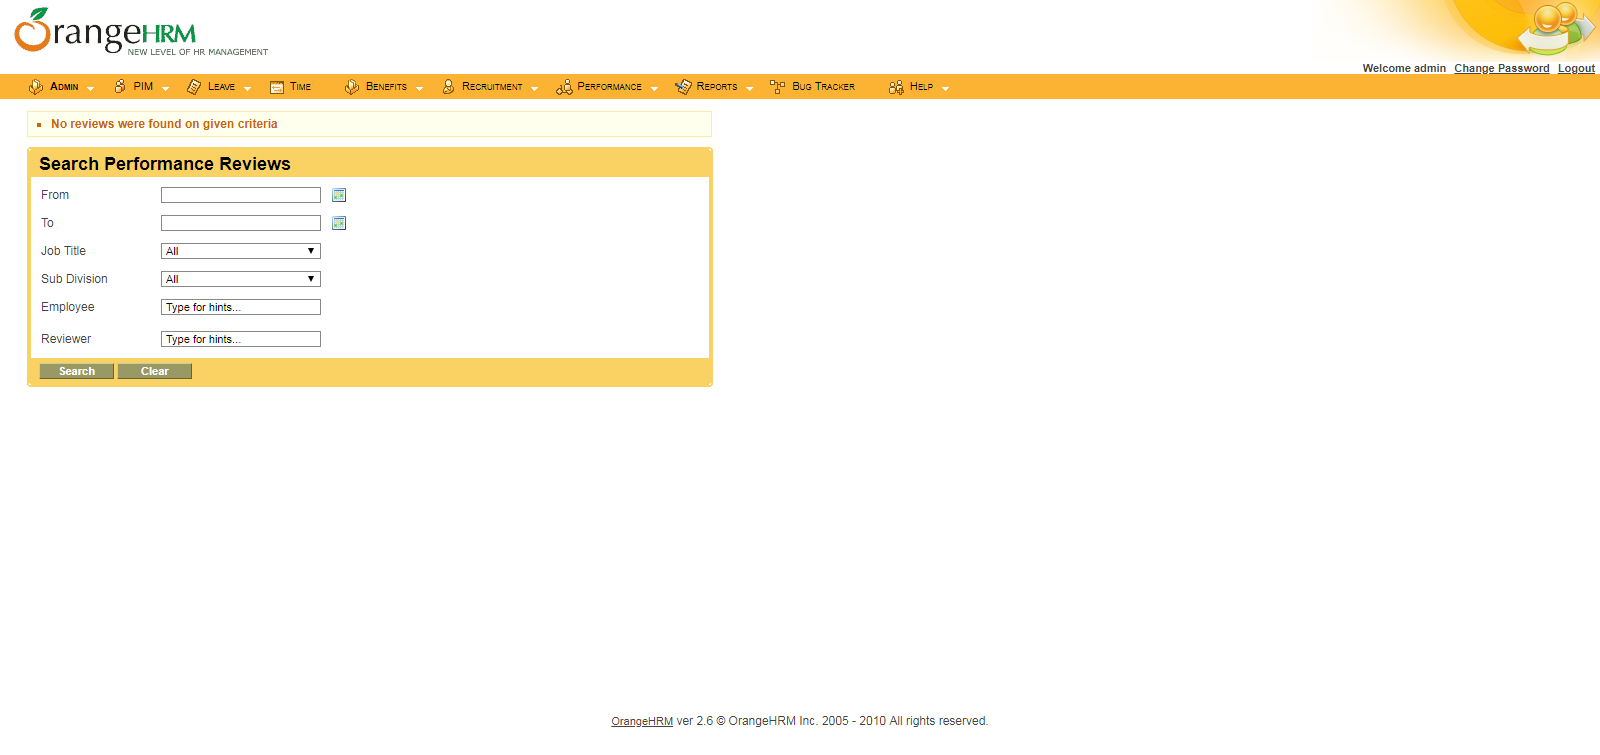 OrangeHRM
NEW LEVEL OF HR MANAGEMENT
Welcome admin Change Password Logout
Admin PIM Leave Time Benefits Recruitment Performance Reports Bug Tracker Help
No reviews were found on given criteria
Search Performance Reviews
From
To
Job Title All
Sub Division All
Employee Type for hints...
Reviewer Type for hints...
Search Clear
OrangeHRM ver 2.6 © OrangeHRM Inc. 2005 - 2010 All rights reserved.